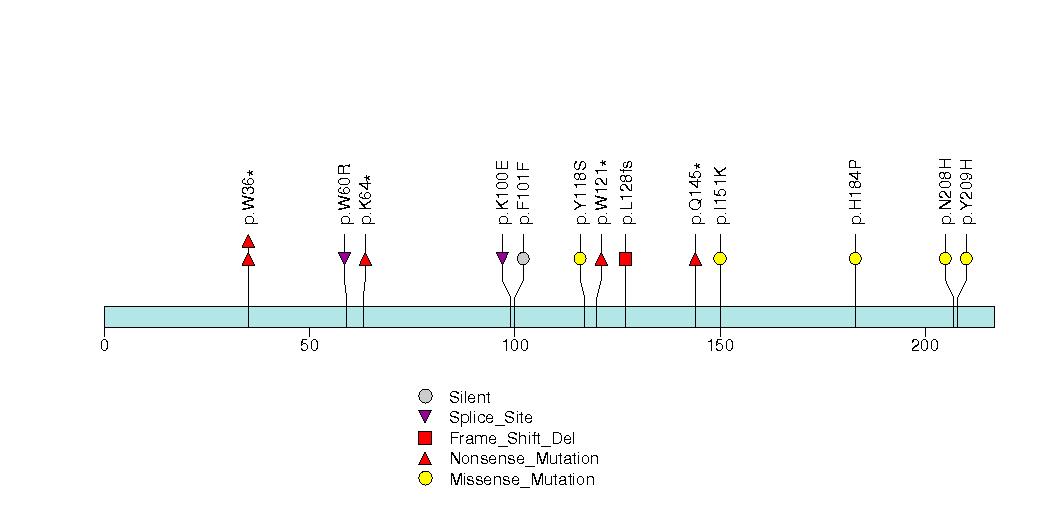 p.W36*
p.W60R
p.K64*
p.K100E
p.F101F
p.Y118S
p.W121*
p.L128fs
p.Q145*
p.I151K
p.H184P
p.N208H
p.Y209H
0 50 100 150 200
Silent
Splice_Site
Frame_Shift_Del
Nonsense_Mutation
Missense_Mutation